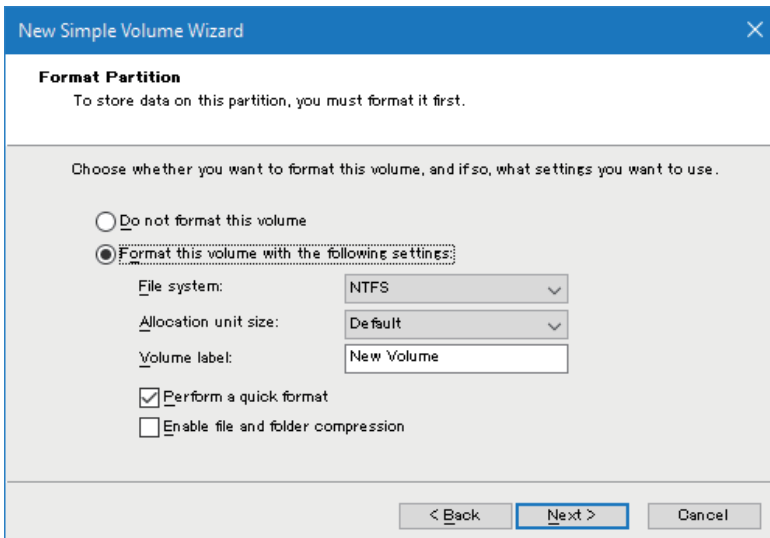 New Simple Volume Wizard
Format Partition
To store data on this partition, you must format it first.
Choose whether you want to format this volume, and if so, what settings you want to use.
Do not format this volume
Format this volume with the following settings:
File system: NTFS
Allocation unit size: Default
Volume label: New Volume
Perform a quick format
Enable file and folder compression
< Back Next > Cancel